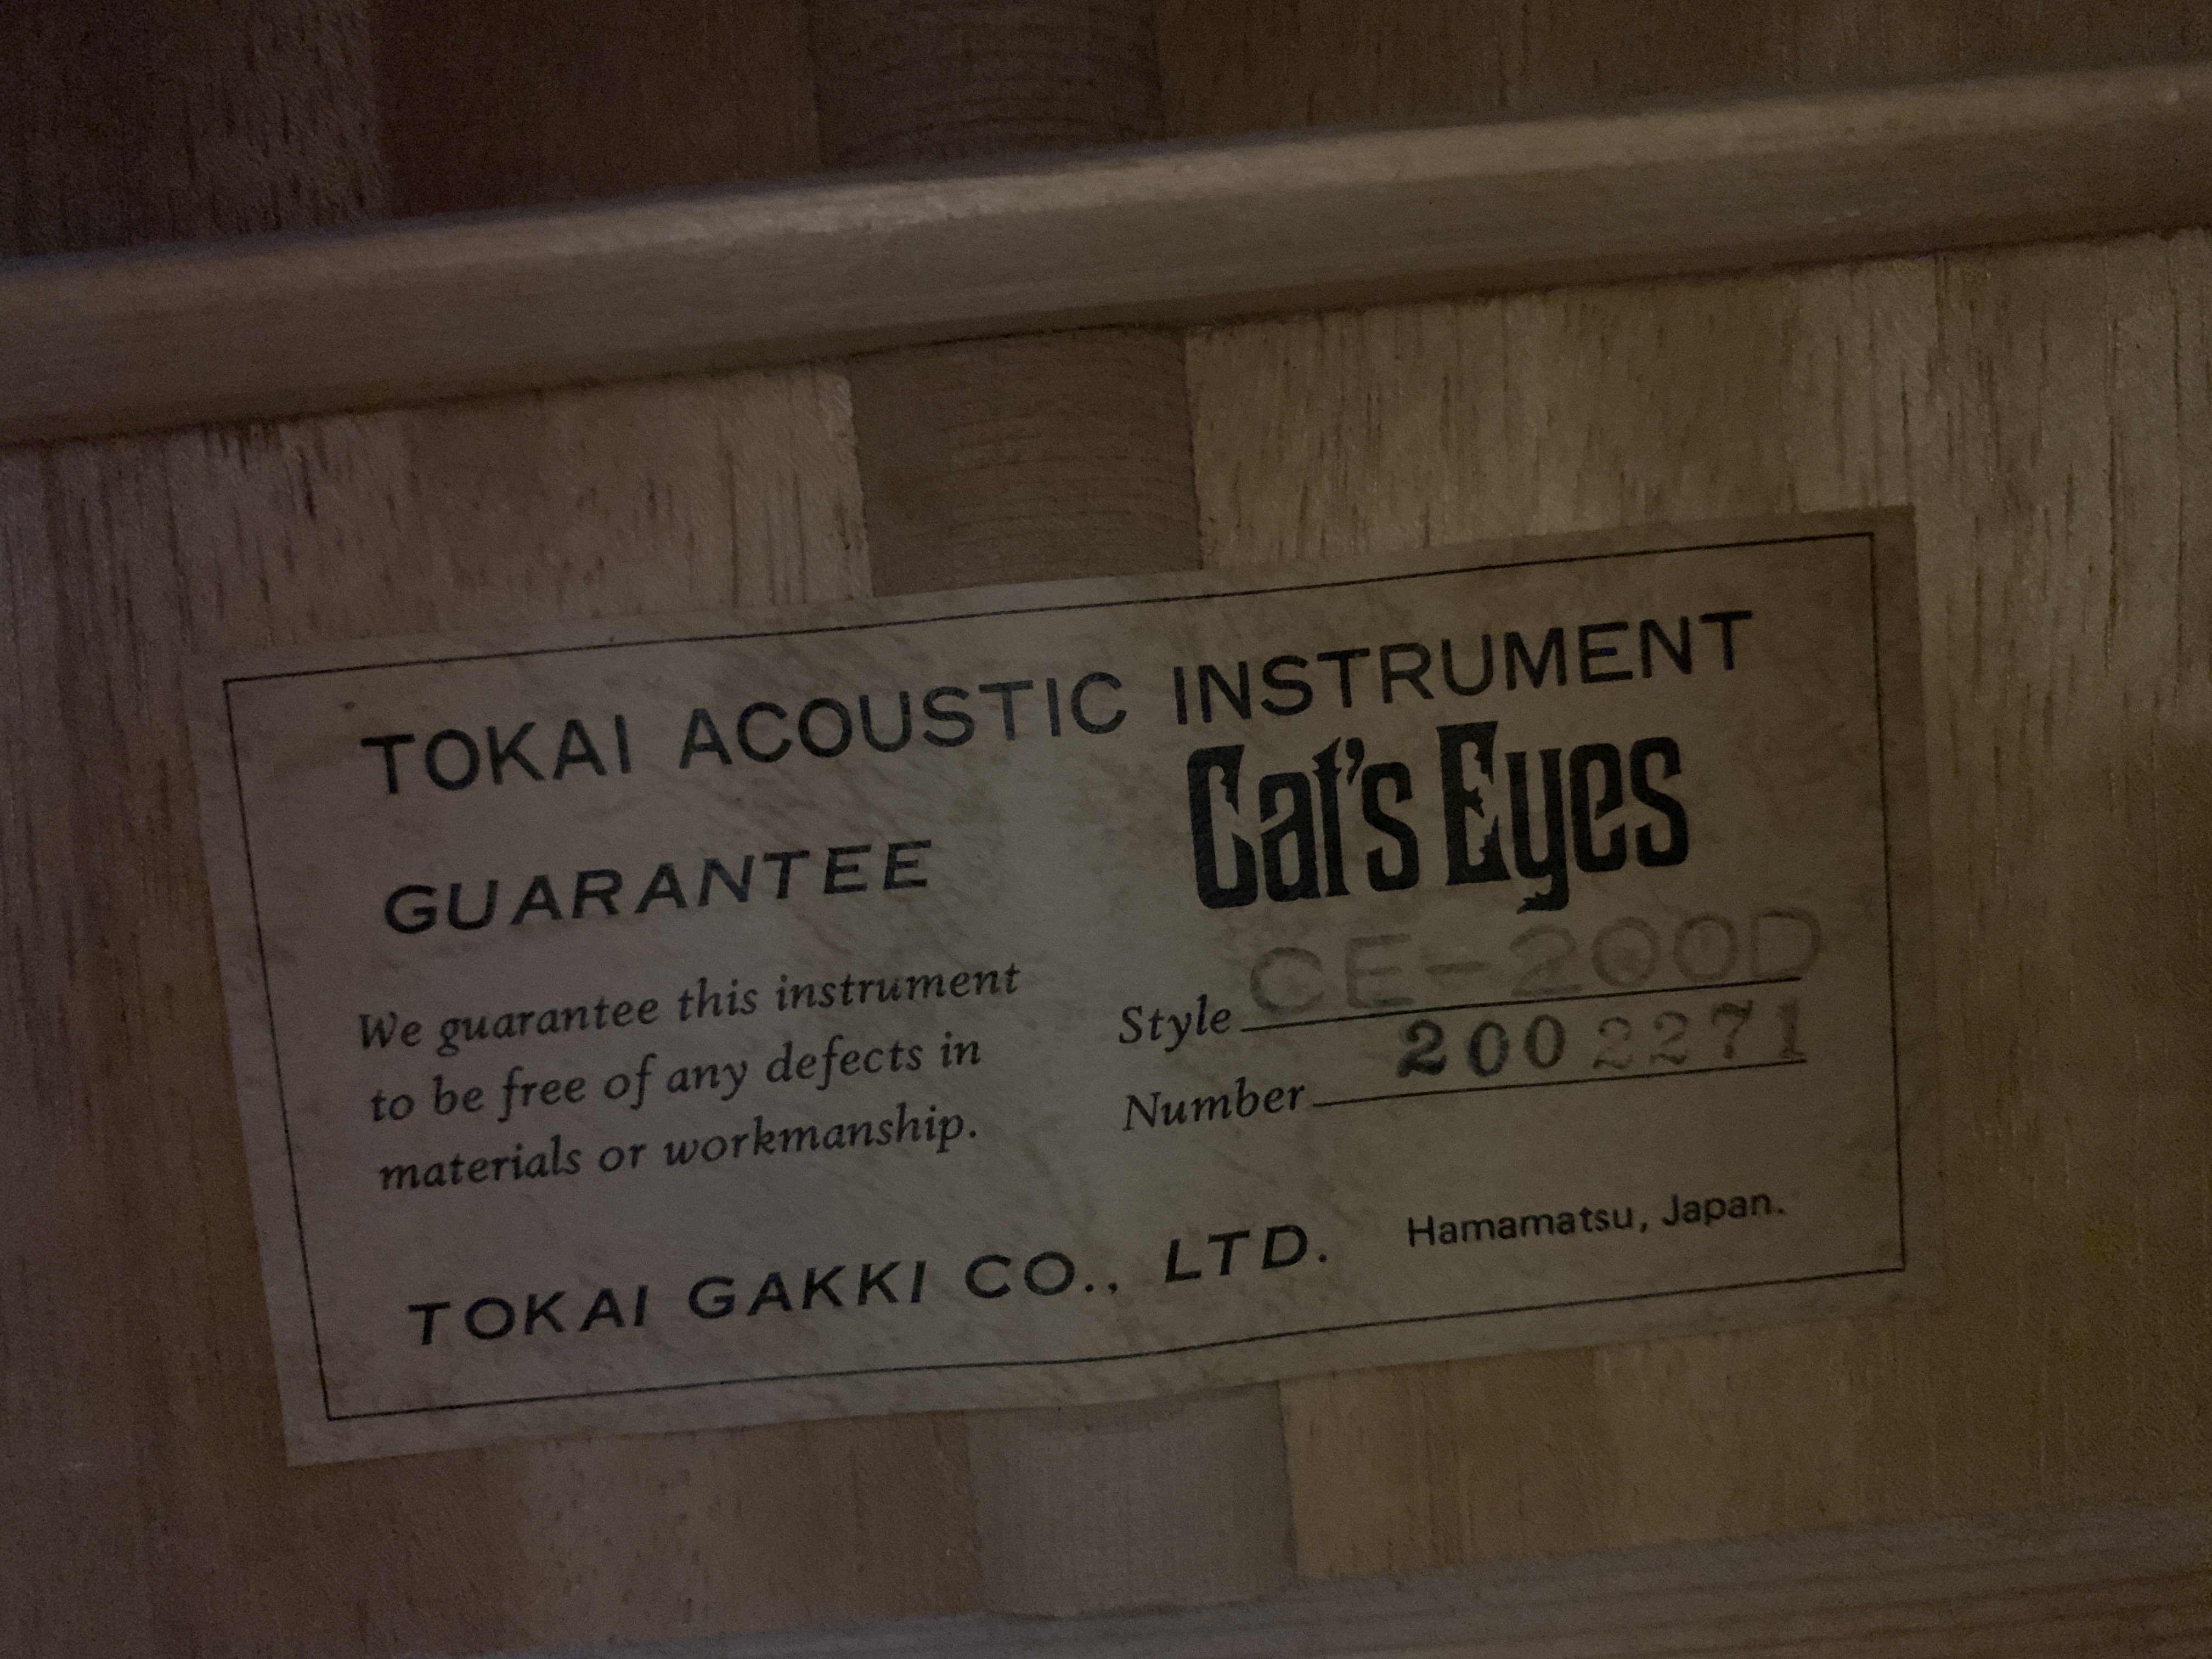 TOKAI ACOUSTIC INSTRUMENT
Cat's Eyes
GUARANTEE
We guarantee this instrument
to be free of any defects in
materials or workmanship.
Style CE-200D
Number 2002271
TOKAI GAKKI CO., LTD. Hamamatsu, Japan.